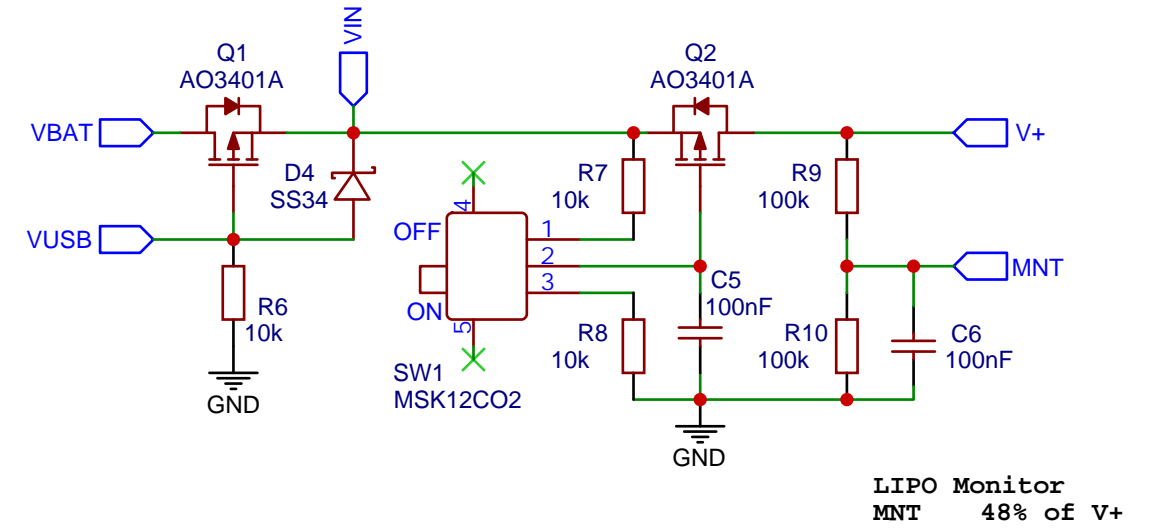 VIN
Q1
AO3401A
Q2
AO3401A
VBAT
V+
D4
SS34
R7
10k
R9
100k
4
OFF
1
VUSB
2
MNT
3
C5
100nF
ON
R6
10k
5
R8
10k
R10
100k
C6
100nF
SW1
MSK12CO2
GND
GND
LIPO Monitor
MNT 48% of V+